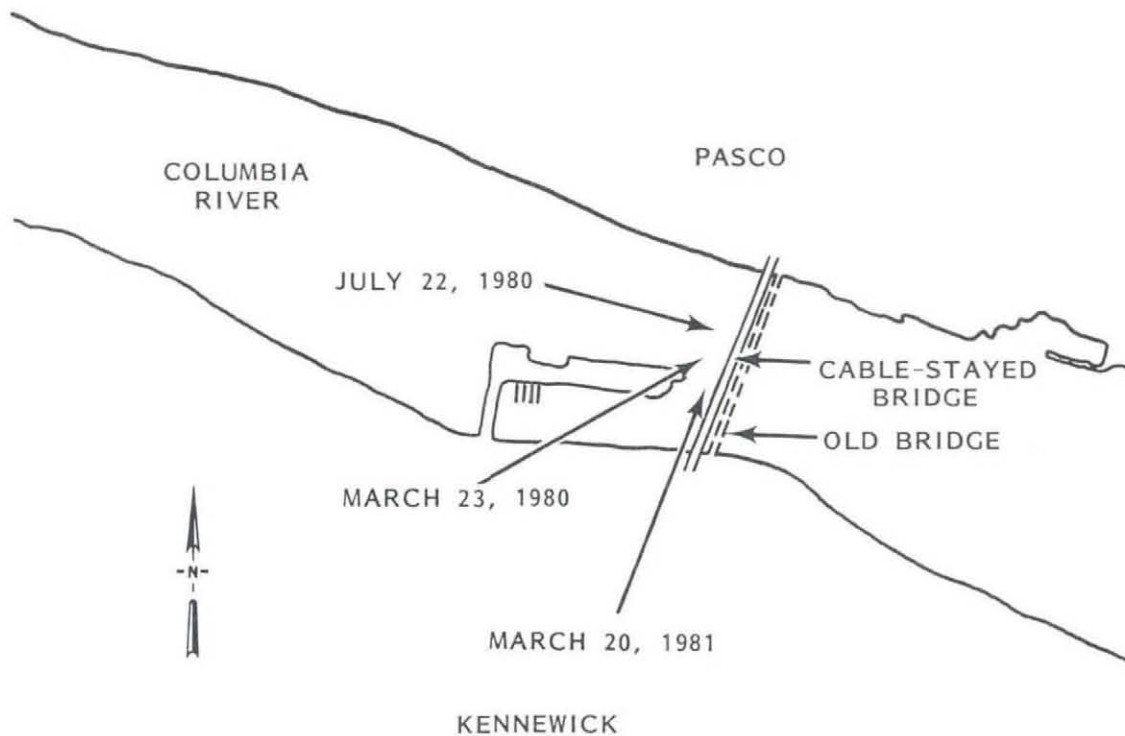 PASCO
COLUMBIA
RIVER
JULY 22, 1980
CABLE-STAYED
BRIDGE
OLD BRIDGE
MARCH 23, 1980
-N-
MARCH 20, 1981
KENNEWICK